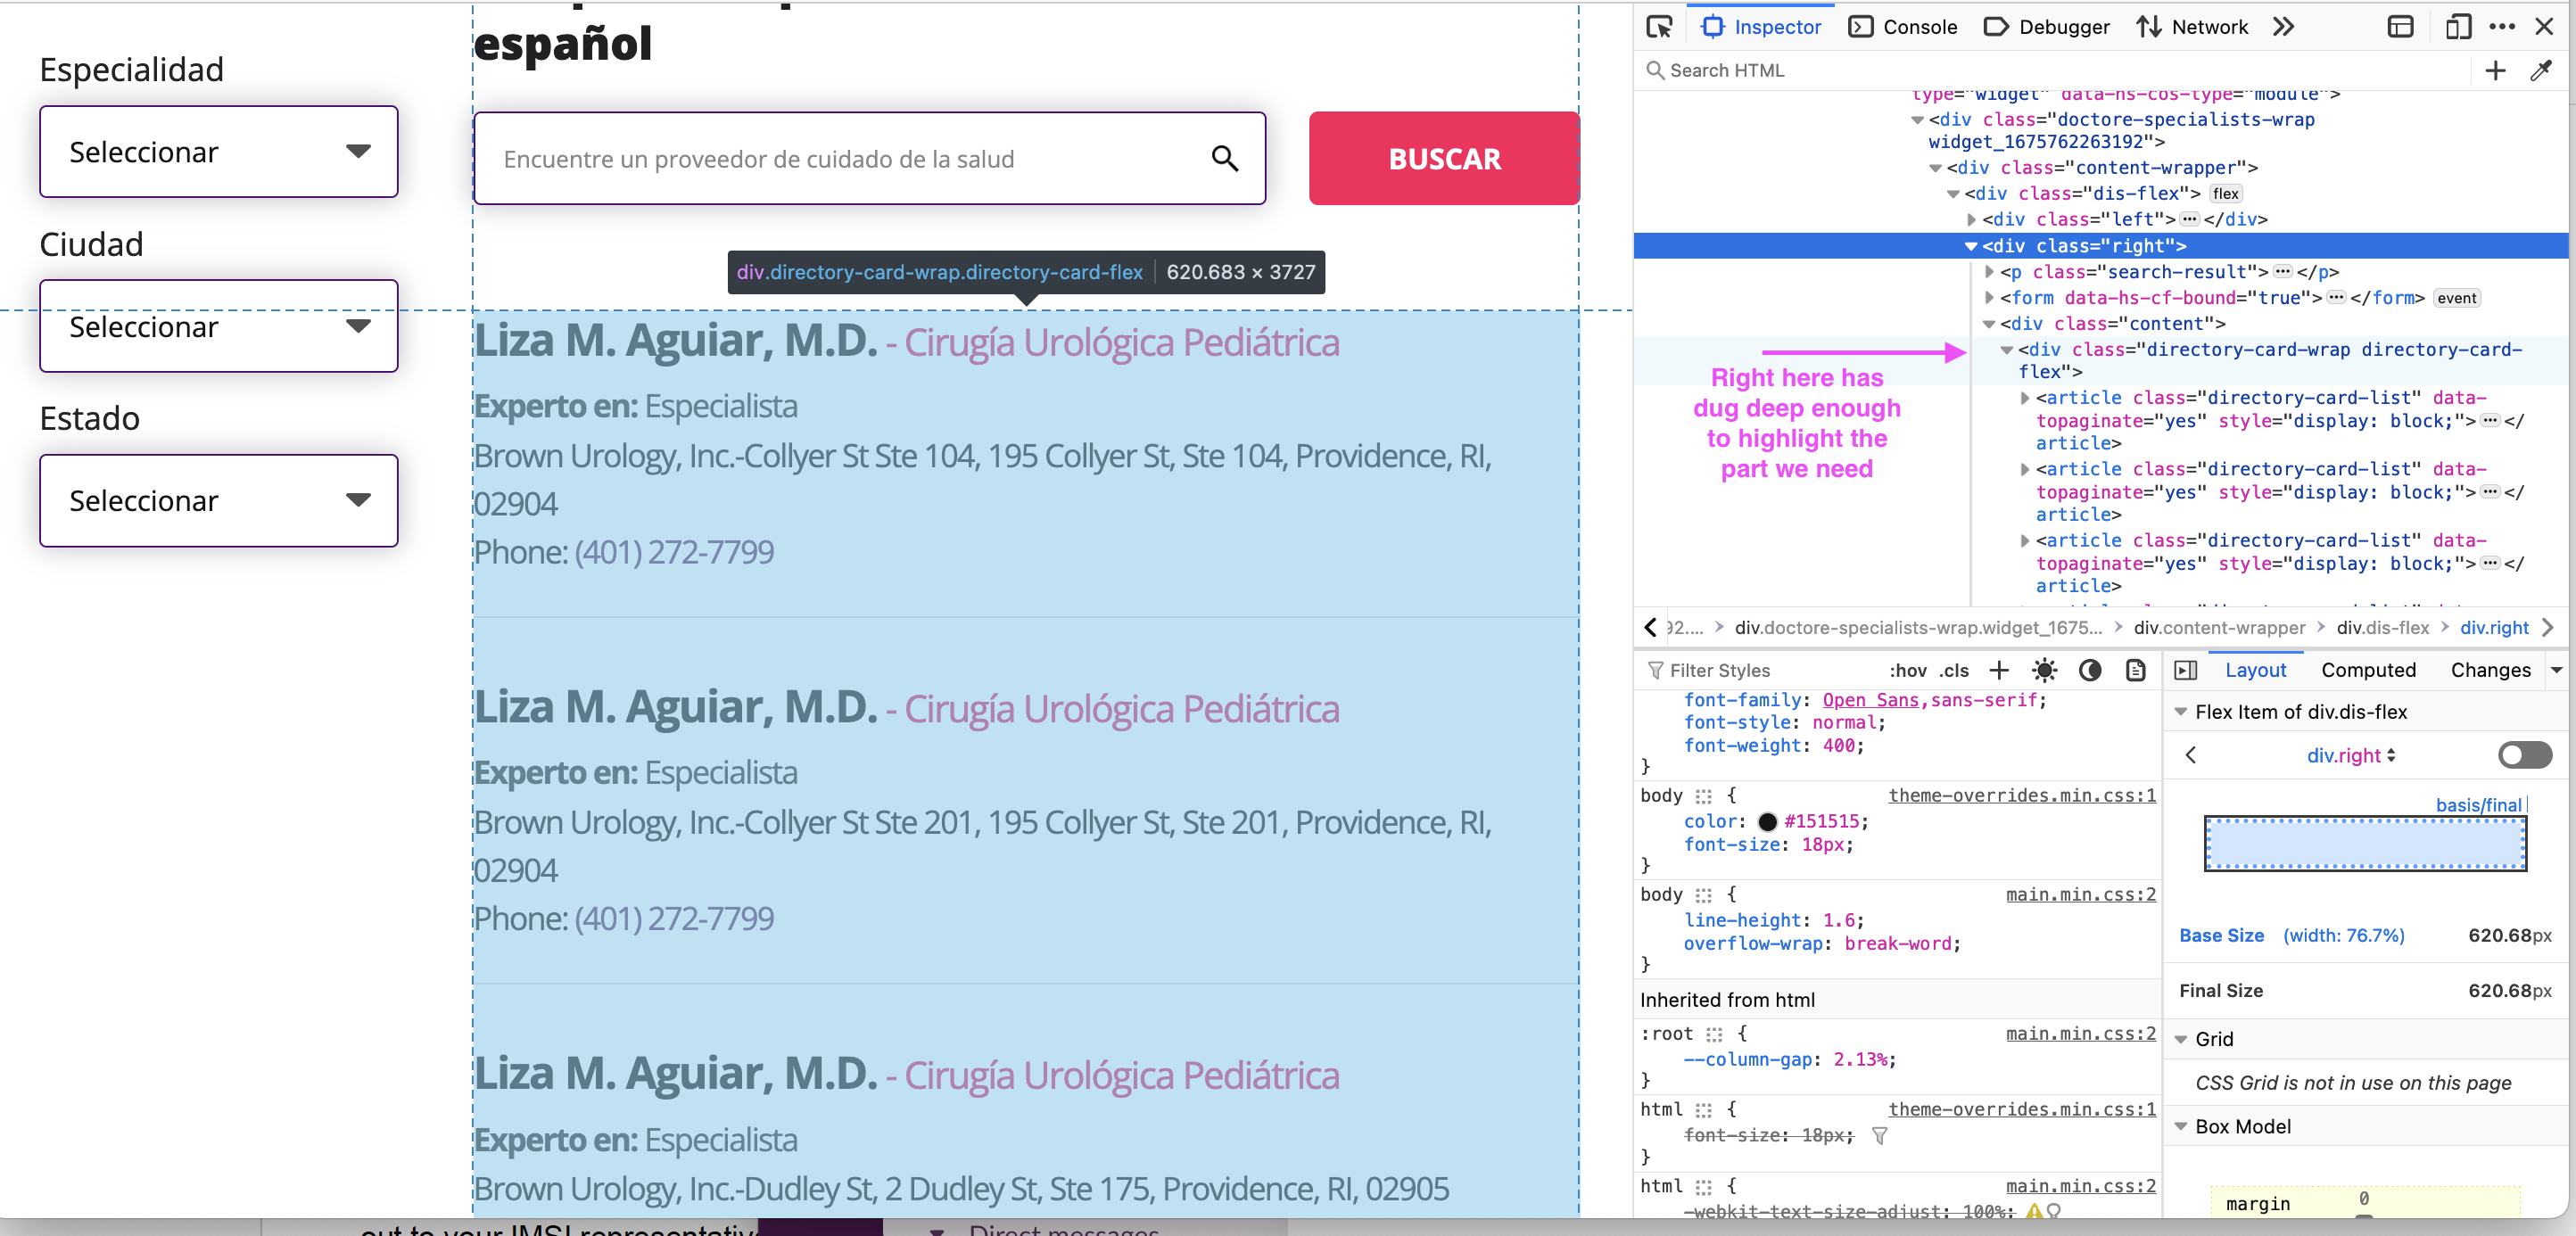 español
Especialidad
Seleccionar
Encuentre un proveedor de cuidado de la salud
BUSCAR
Ciudad
Seleccionar
Estado
Seleccionar
div.directory-card-wrap.directory-card-flex 620.683 × 3727
Liza M. Aguiar, M.D. - Cirugía Urológica Pediátrica
Experto en: Especialista
Brown Urology, Inc.-Collyer St Ste 104, 195 Collyer St, Ste 104, Providence, RI,
02904
Phone: (401) 272-7799
Liza M. Aguiar, M.D. - Cirugía Urológica Pediátrica
Experto en: Especialista
Brown Urology, Inc.-Collyer St Ste 201, 195 Collyer St, Ste 201, Providence, RI,
02904
Phone: (401) 272-7799
Liza M. Aguiar, M.D. - Cirugía Urológica Pediátrica
Experto en: Especialista
Brown Urology, Inc.-Dudley St, 2 Dudley St, Ste 175, Providence, RI, 02905
out to your IMSI representativ
Direct messages
Inspector Console Debugger Network
Search HTML
type="widget" data-hs-cos-type="module">
<div class="doctore-specialists-wrap
widget_1675762263192">
<div class="content-wrapper">
<div class="dis-flex"> flex
<div class="left"> ••• </div>
<div class="right">
<p class="search-result"> ••• </p>
<form data-hs-cf-bound="true"> ••• </form> event
<div class="content">
<div class="directory-card-wrap directory-card-
flex">
<article class="directory-card-list" data-
topaginate="yes" style="display: block;"> ••• </
article>
<article class="directory-card-list" data-
topaginate="yes" style="display: block;"> ••• </
article>
<article class="directory-card-list" data-
topaginate="yes" style="display: block;"> ••• </
article>
Right here has
dug deep enough
to highlight the
part we need
92.... > div.doctore-specialists-wrap.widget_1675... > div.content-wrapper > div.dis-flex > div.right
Filter Styles :hov .cls +
font-family: Open Sans,sans-serif;
font-style: normal;
font-weight: 400;
}
body { theme-overrides.min.css:1
color: #151515;
font-size: 18px;
}
body { main.min.css:2
line-height: 1.6;
overflow-wrap: break-word;
}
Inherited from html
:root { main.min.css:2
--column-gap: 2.13%;
}
html { theme-overrides.min.css:1
font-size: 18px;
}
html { main.min.css:2
-webkit-text-size-adjust: 100%;
Layout Computed Changes
Flex Item of div.dis-flex
div.right
basis/final
Base Size (width: 76.7%) 620.68px
Final Size 620.68px
Grid
CSS Grid is not in use on this page
Box Model
margin 0